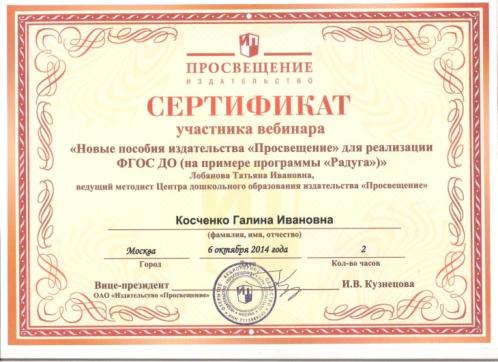 ПРОСВЕЩЕНИЕ
ИЗДАТЕЛЬСТВО
СЕРТИФИКАТ
участника вебинара
«Новые пособия издательства «Просвещение» для реализации
ФГОС ДО (на примере программы «Радуга»)»
Лобанова Татьяна Ивановна,
ведущий методист Центра дошкольного образования издательства «Просвещение»
Косченко Галина Ивановна
(фамилия, имя, отчество)
Москва 6 октября 2014 года 2
Город Дата Кол-во часов
Вице-президент И.В. Кузнецова
ОАО «Издательство «Просвещение»